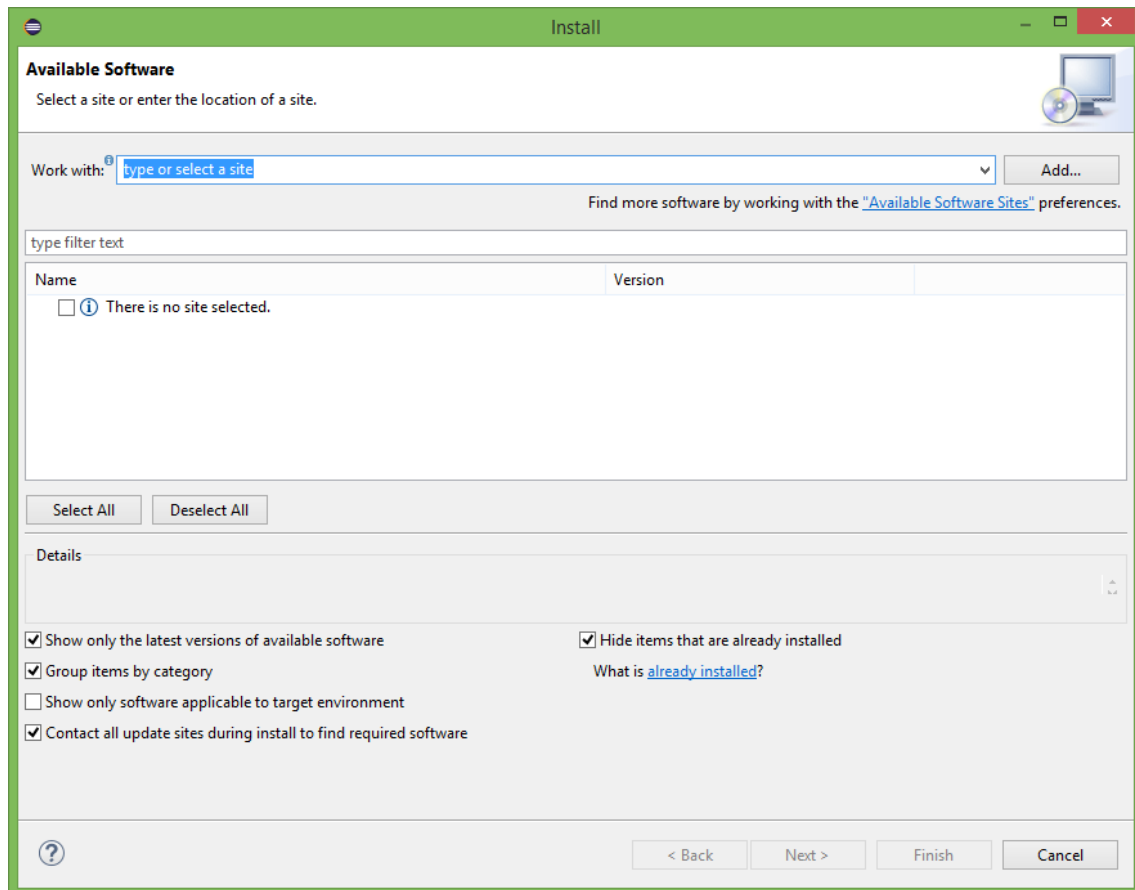 Install
Available Software
Select a site or enter the location of a site.
Work with: type or select a site Add...
Find more software by working with the "Available Software Sites" preferences.
type filter text
Name Version
There is no site selected.
Select All Deselect All
Details
Show only the latest versions of available software Hide items that are already installed
Group items by category What is already installed?
Show only software applicable to target environment
Contact all update sites during install to find required software
< Back Next > Finish Cancel